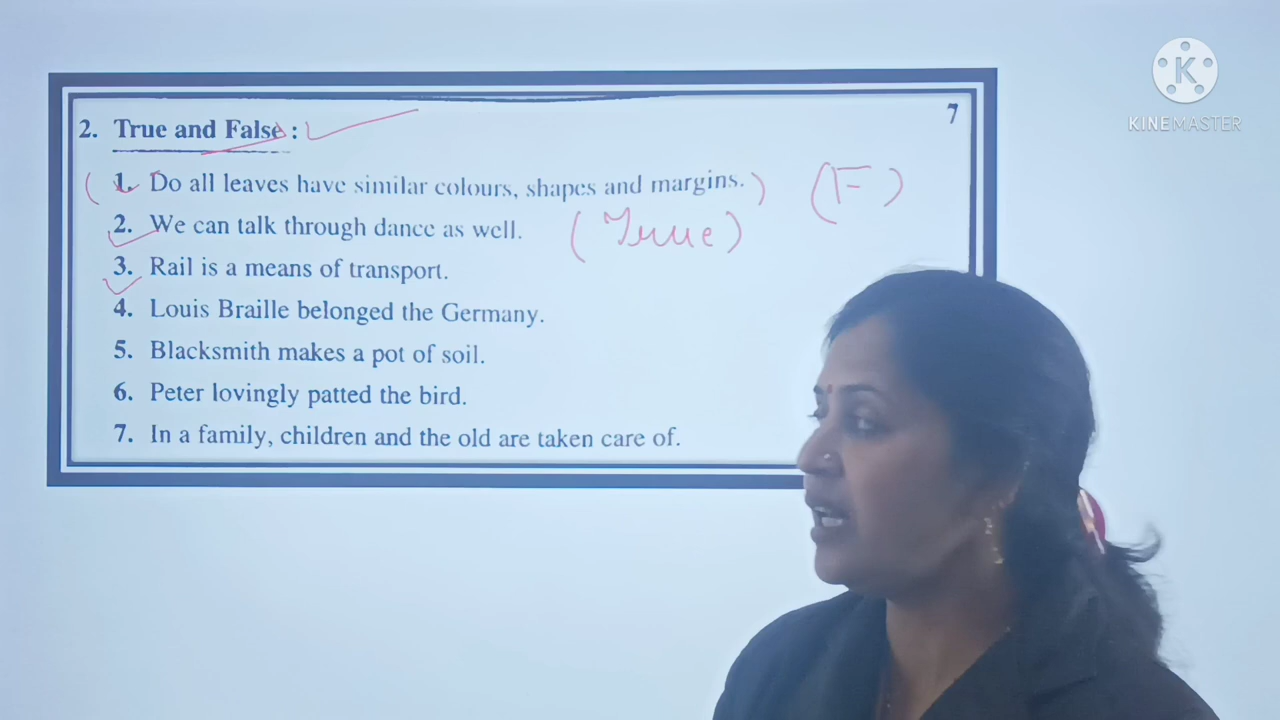 2. True and False : 7
1. Do all leaves have similar colours, shapes and margins. (F)
2. We can talk through dance as well. (True)
3. Rail is a means of transport.
4. Louis Braille belonged the Germany.
5. Blacksmith makes a pot of soil.
6. Peter lovingly patted the bird.
7. In a family, children and the old are taken care of.
K
KINEMASTER